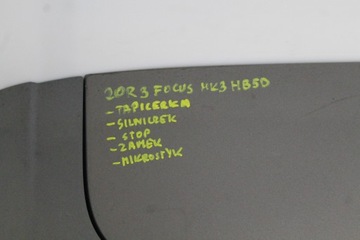 20R3 FOCUS MK3 HB5D
-TAPICERKA
-SILNICZEK
- STOP
-ZAMEK
-MIKROSTYK